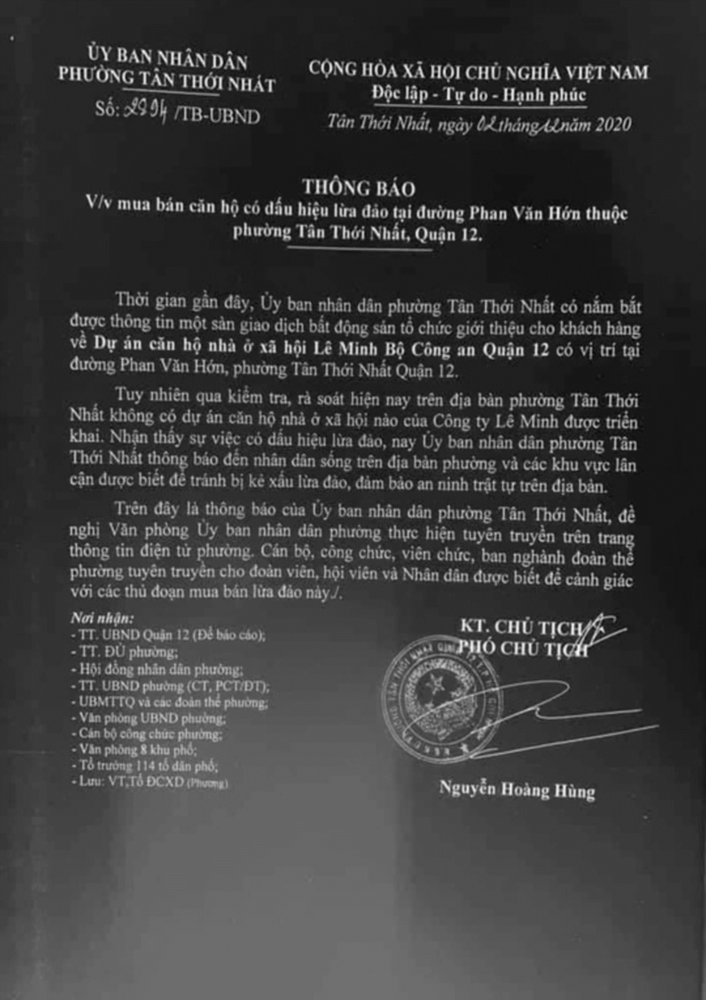 ỦY BAN NHÂN DÂN
PHƯỜNG TÂN THỚI NHẤT
Số: /TB-UBND
CỘNG HÒA XÃ HỘI CHỦ NGHĨA VIỆT NAM
Độc lập - Tự do - Hạnh phúc
Tân Thới Nhất, ngày 02 tháng 12 năm 2020
THÔNG BÁO
V/v mua bán căn hộ có dấu hiệu lừa đảo tại đường Phan Văn Hớn thuộc
phường Tân Thới Nhất, Quận 12.
Thời gian gần đây, Ủy ban nhân dân phường Tân Thới Nhất có nắm bắt
được thông tin một sàn giao dịch bất động sản tổ chức giới thiệu cho khách hàng
về Dự án căn hộ nhà ở xã hội Lê Minh Bộ Công an Quận 12 có vị trí tại
đường Phan Văn Hớn, phường Tân Thới Nhất Quận 12.
Tuy nhiên qua kiểm tra, rà soát hiện nay trên địa bàn phường Tân Thới
Nhất không có dự án căn hộ nhà ở xã hội nào của Công ty Lê Minh được triển
khai. Nhận thấy sự việc có dấu hiệu lừa đảo, nay Ủy ban nhân dân phường Tân
Thới Nhất thông báo đến nhân dân sống trên địa bàn phường và các khu vực lân
cận được biết để tránh bị kẻ xấu lừa đảo, đảm bảo an ninh trật tự trên địa bàn.
Trên đây là thông báo của Ủy ban nhân dân phường Tân Thới Nhất, đề
nghị Văn phòng Ủy ban nhân dân phường thực hiện tuyên truyền trên trang
thông tin điện tử phường. Cán bộ, công chức, viên chức, ban nghành đoàn thể
phường tuyên truyền cho đoàn viên, hội viên và Nhân dân được biết để cảnh giác
với các thủ đoạn mua bán lừa đảo này./.
Nơi nhận:
- TT. UBND Quận 12 (Để báo cáo);
- TT. ĐỦ phường;
- Hội đồng nhân dân phường;
- TT. UBND phường (CT, PCT/ĐT);
- UBMTTQ và các đoàn thể phường;
- Văn phòng UBND phường;
- Cán bộ công chức phường;
- Văn phòng 8 khu phố;
- Tổ trưởng 114 tổ dân phố;
- Lưu: VT,Tổ ĐCXD (Phương)
KT. CHỦ TỊCH
PHÓ CHỦ TỊCH
Nguyễn Hoàng Hùng